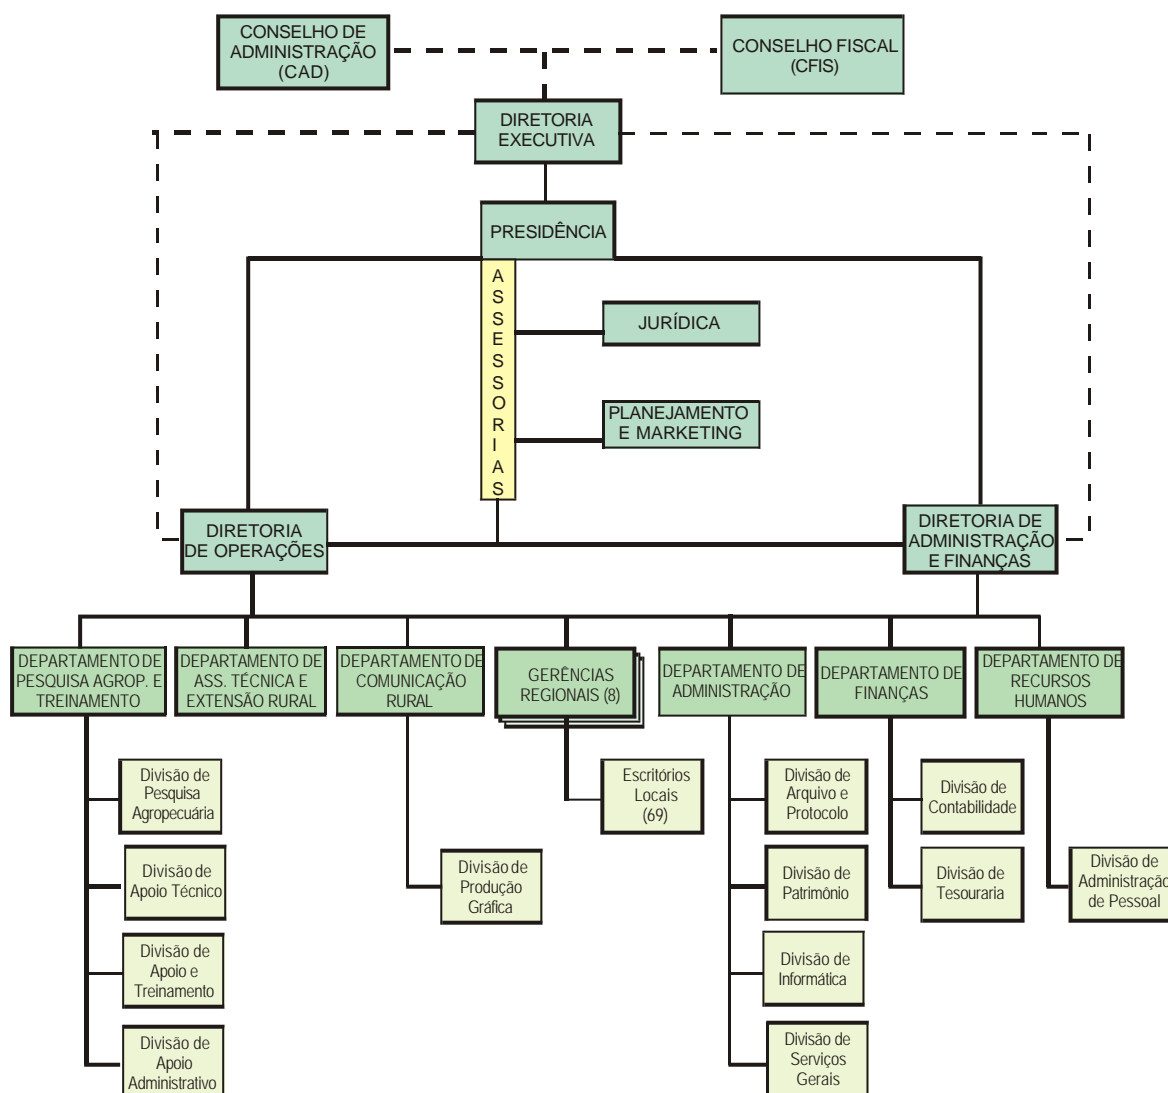 CONSELHO DE
ADMINISTRAÇÃO
(CAD)
CONSELHO FISCAL
(CFIS)
DIRETORIA
EXECUTIVA
PRESIDÊNCIA
A
S
S
E
S
S
O
R
I
A
S
JURÍDICA
PLANEJAMENTO
E MARKETING
DIRETORIA
DE OPERAÇÕES
DIRETORIA DE
ADMINISTRAÇÃO
E FINANÇAS
DEPARTAMENTO DE
PESQUISA AGROP. E
TREINAMENTO
DEPARTAMENTO DE
ASS. TÉCNICA E
EXTENSÃO RURAL
DEPARTAMENTO DE
COMUNICAÇÃO
RURAL
GERÊNCIAS
REGIONAIS (8)
DEPARTAMENTO DE
ADMINISTRAÇÃO
DEPARTAMENTO DE
FINANÇAS
DEPARTAMENTO DE
RECURSOS
HUMANOS
Divisão de
Pesquisa
Agropecuária
Divisão de
Apoio Técnico
Divisão de
Apoio e
Treinamento
Divisão de
Apoio
Administrativo
Divisão de
Produção
Gráfica
Escritórios
Locais
(69)
Divisão de
Arquivo e
Protocolo
Divisão de
Patrimônio
Divisão de
Informática
Divisão de
Serviços
Gerais
Divisão de
Contabilidade
Divisão de
Tesouraria
Divisão de
Administração
de Pessoal